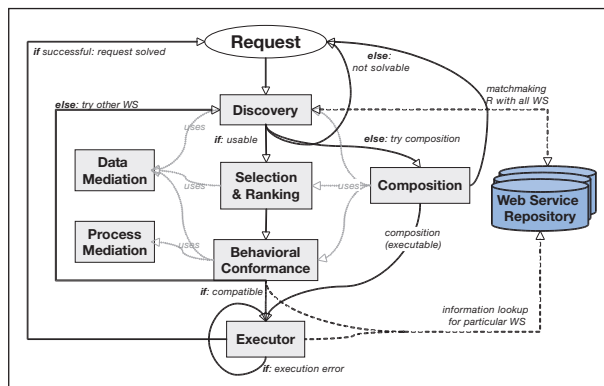 Request
if successful: request solved
else:
not solvable
else: try other WS
Discovery
matchmaking
R with all WS
uses
if: usable
else: try composition
Data
Mediation
uses
Selection
& Ranking
uses
Composition
Web Service
Repository
Process
Mediation
uses
Behavioral
Conformance
composition
(executable)
if: compatible
information lookup
for particular WS
Executor
if: execution error